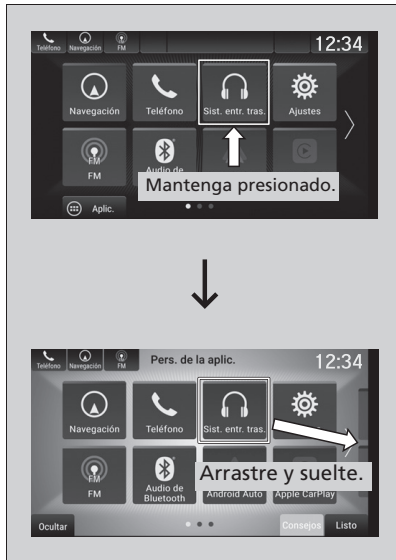 12:34
Teléfono Navegación FM
Navegación Teléfono Sist. entr. tras. Ajustes
FM
FM Audio de
Mantenga presionado.
Aplic.
Pers. de la aplic.
12:34
Teléfono Navegación FM
Navegación Teléfono Sist. entr. tras.
Arrastre y suelte.
FM Audio de Bluetooth Android Auto Apple CarPlay
Ocultar Consejos Listo